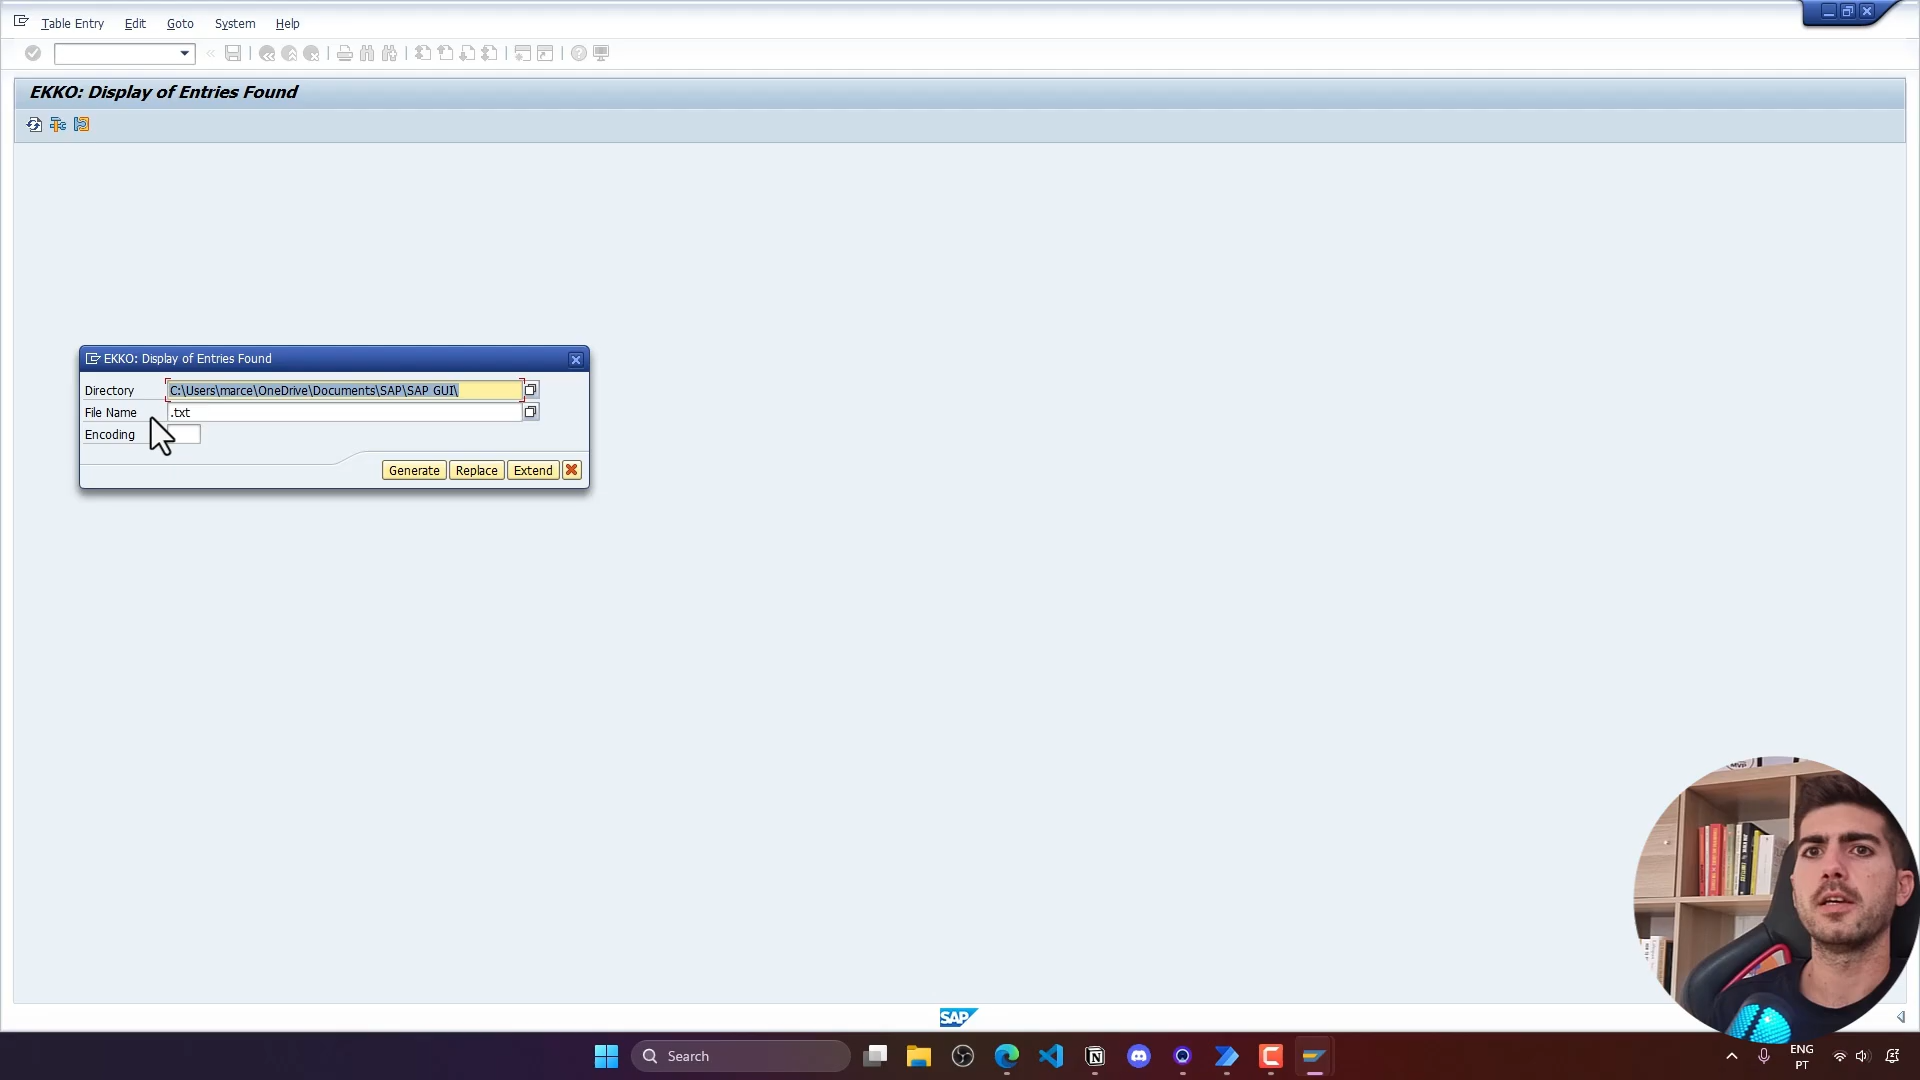 Table Entry Edit Goto System Help
EKKO: Display of Entries Found
EKKO: Display of Entries Found
Directory C:\Users\marce\OneDrive\Documents\SAP\SAP GUI\
File Name .txt
Encoding
Generate Replace Extend
SAP
Search
ENG
PT